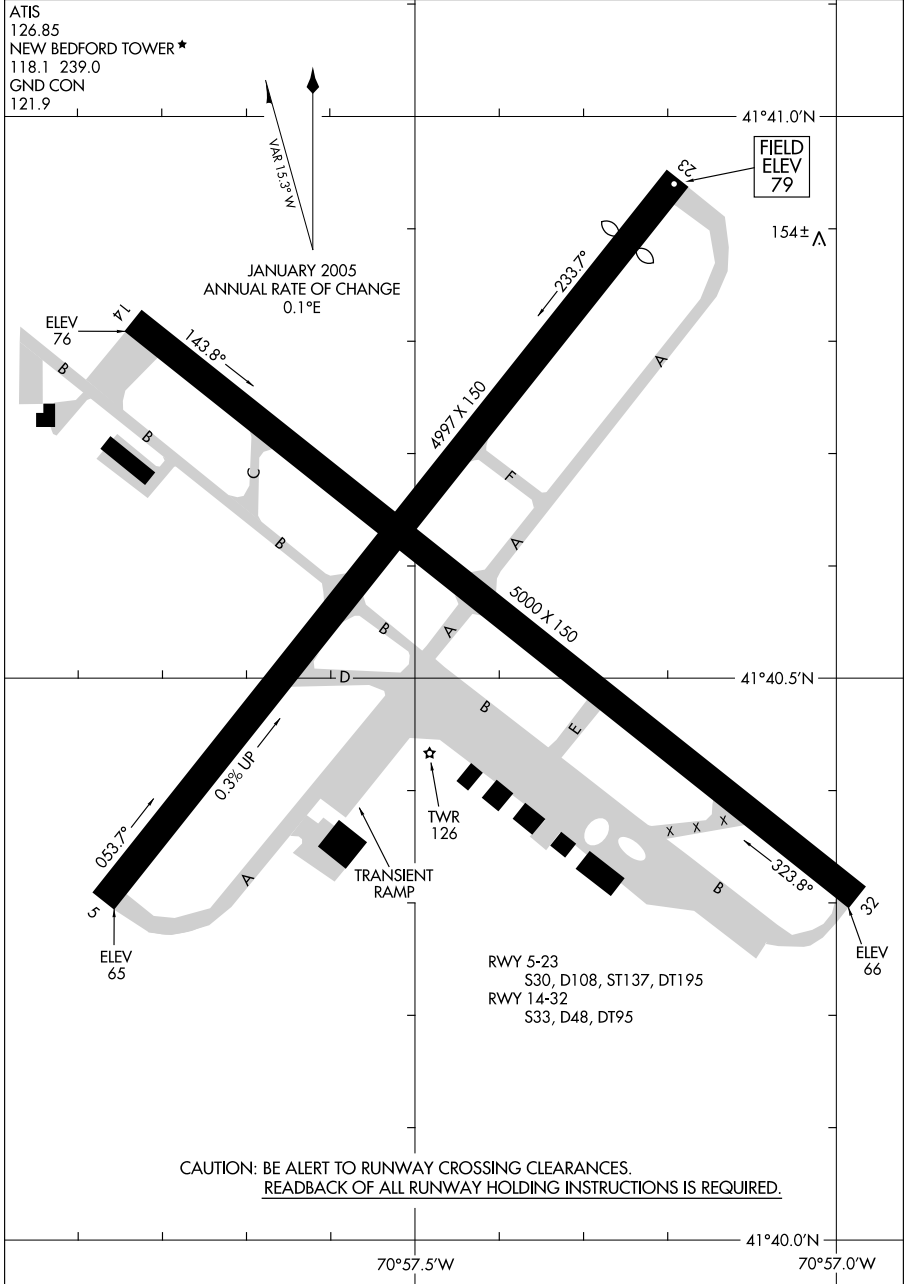 ATIS
126.85
NEW BEDFORD TOWER★
118.1 239.0
GND CON
121.9
VAR 15.3° W
JANUARY 2005
ANNUAL RATE OF CHANGE
0.1°E
41°41.0'N
FIELD
ELEV
79
23
154±
233.7°
14
ELEV
76
143.8°
B
A
4997 X 150
B
C
F
B
A
5000 X 150
B
A
D
41°40.5'N
B
E
0.3% UP
TWR
126
X X X
053.7°
323.8°
A
TRANSIENT
RAMP
B
5
32
ELEV
65
ELEV
66
RWY 5-23
S30, D108, ST137, DT195
RWY 14-32
S33, D48, DT95
CAUTION: BE ALERT TO RUNWAY CROSSING CLEARANCES.
READBACK OF ALL RUNWAY HOLDING INSTRUCTIONS IS REQUIRED.
41°40.0'N
70°57.5'W
70°57.0'W